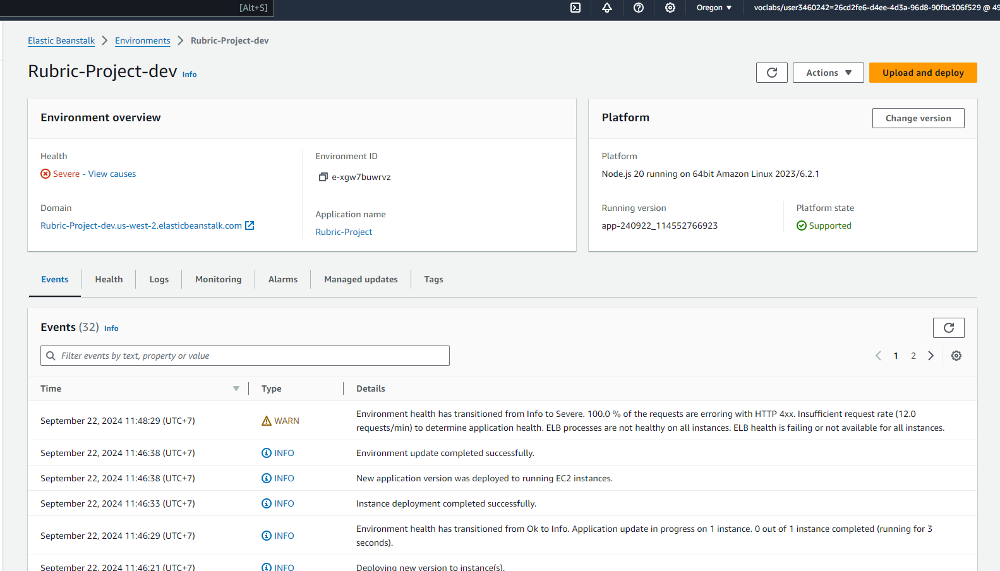 [Alt+S]
Oregon ▼
voclabs/user3460242=26cd2fe6-d4ee-4d3a-96d8-90fbc306f529 @ 49
Elastic Beanstalk > Environments > Rubric-Project-dev
Rubric-Project-dev Info
Actions ▼
Upload and deploy
Environment overview
Health
Severe - View causes
Domain
Rubric-Project-dev.us-west-2.elasticbeanstalk.com
Environment ID
e-xgw7buwrvz
Application name
Rubric-Project
Platform
Change version
Platform
Node.js 20 running on 64bit Amazon Linux 2023/6.2.1
Running version
app-240922_114552766923
Platform state
Supported
Events Health Logs Monitoring Alarms Managed updates Tags
Events (32) Info
Filter events by text, property or value
1 2
Time Type Details
September 22, 2024 11:48:29 (UTC+7) WARN Environment health has transitioned from Info to Severe. 100.0 % of the requests are erroring with HTTP 4xx. Insufficient request rate (12.0
requests/min) to determine application health. ELB processes are not healthy on all instances. ELB health is failing or not available for all instances.
September 22, 2024 11:46:38 (UTC+7) INFO Environment update completed successfully.
September 22, 2024 11:46:38 (UTC+7) INFO New application version was deployed to running EC2 instances.
September 22, 2024 11:46:33 (UTC+7) INFO Instance deployment completed successfully.
September 22, 2024 11:46:29 (UTC+7) INFO Environment health has transitioned from Ok to Info. Application update in progress on 1 instance. 0 out of 1 instance completed (running for 3
seconds).
September 22, 2024 11:46:21 (UTC+7) INFO Deploying new version to instance(s).